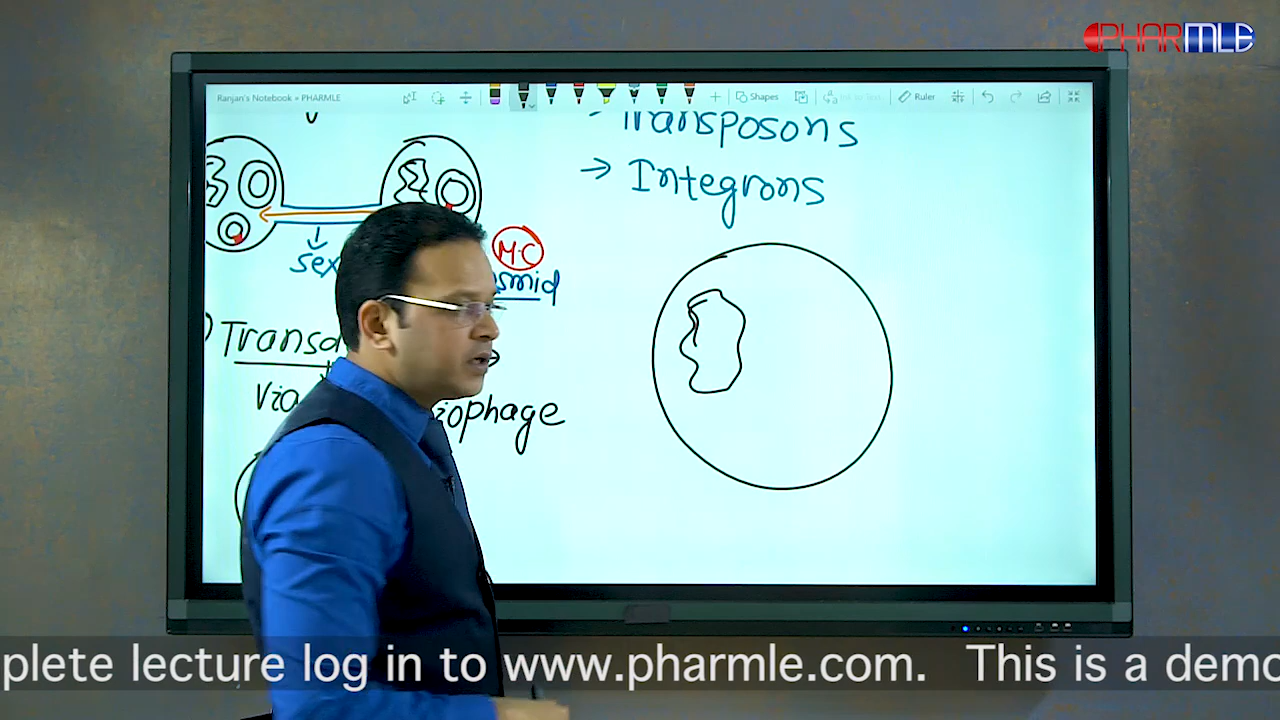 PHARMLE
Ranjan's Notebook » PHARMLE
Shapes
Ruler
Transposons
→ Integrons
sex
M.C
smid
Transd
Via
iophage
plete lecture log in to www.pharmle.com. This is a demo